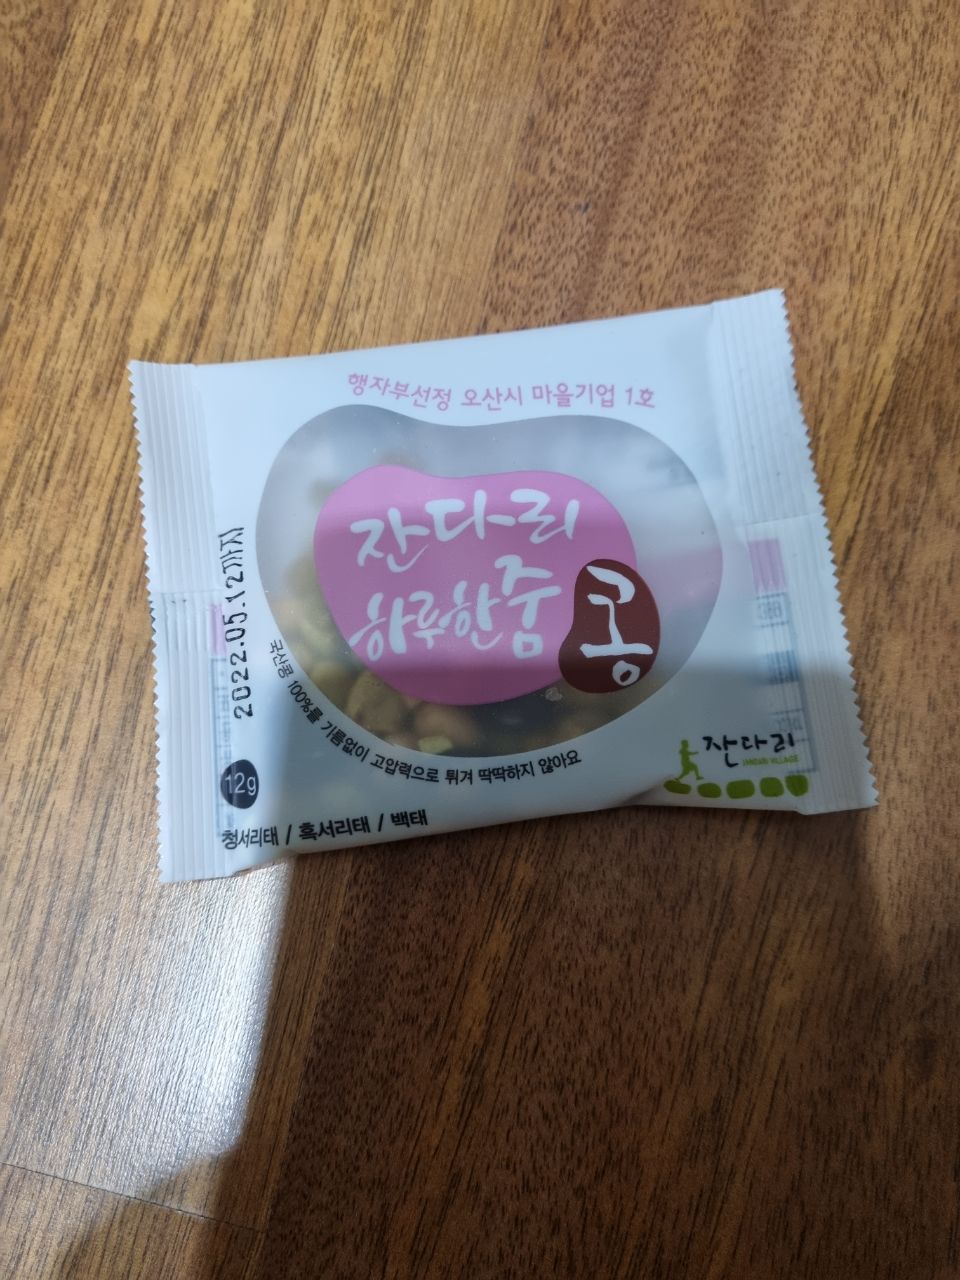 행자부선정 오산시 마을기업 1호
잔다리
하루한줌
콩
2022.05.12까지
국산콩 100%를 기름없이 고압력으로 튀겨 딱딱하지 않아요
12g
청서리태 / 흑서리태 / 백태
잔다리
JANDARI VILLAGE